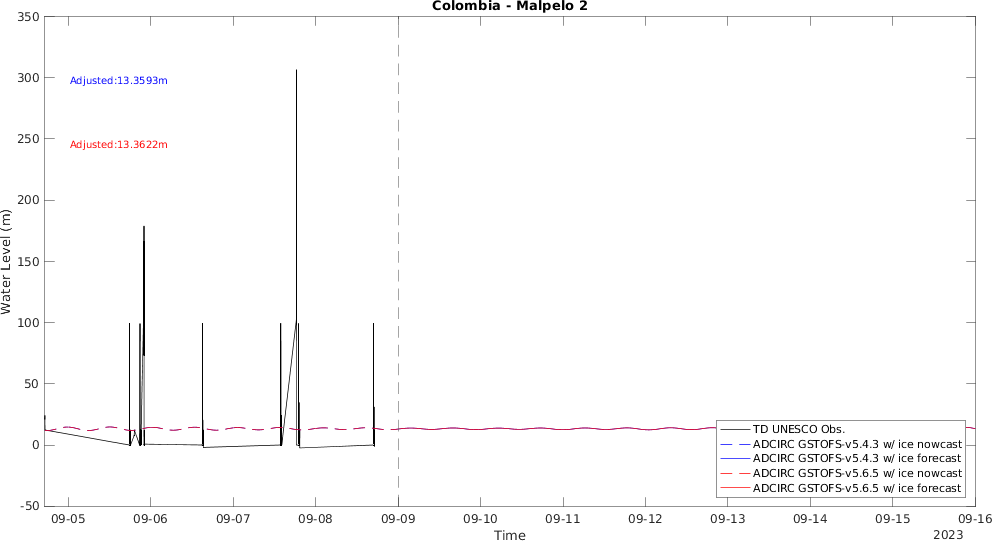 Colombia - Malpelo 2
350
300
250
200
150
100
50
0
-50
Water Level (m)
Adjusted:13.3593m
Adjusted:13.3622m
TD UNESCO Obs.
ADCIRC GSTOFS-v5.4.3 w/ ice nowcast
ADCIRC GSTOFS-v5.4.3 w/ ice forecast
ADCIRC GSTOFS-v5.6.5 w/ ice nowcast
ADCIRC GSTOFS-v5.6.5 w/ ice forecast
09-05 09-06 09-07 09-08 09-09 09-10 09-11 09-12 09-13 09-14 09-15 09-16
Time
2023